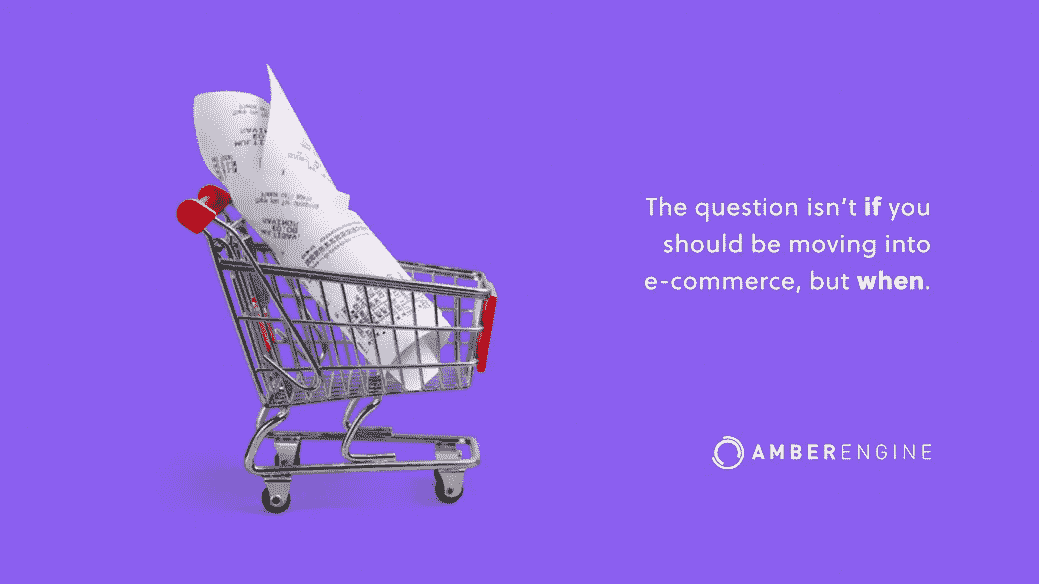 The question isn't if you
should be moving into
e-commerce, but when.
AMBERENGINE